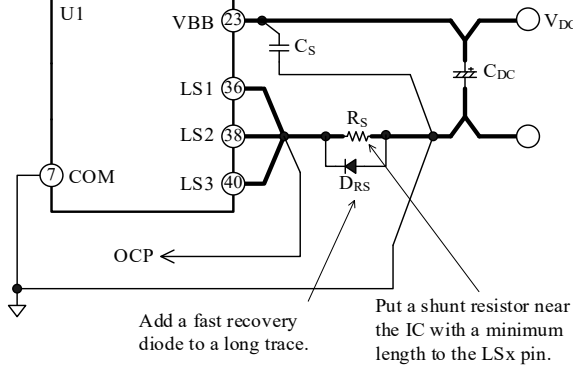 U1
VBB
23
VDC
CS
CDC
LS1
36
LS2
38
RS
7
COM
LS3
40
DRS
OCP
Add a fast recovery
diode to a long trace.
Put a shunt resistor near
the IC with a minimum
length to the LSx pin.